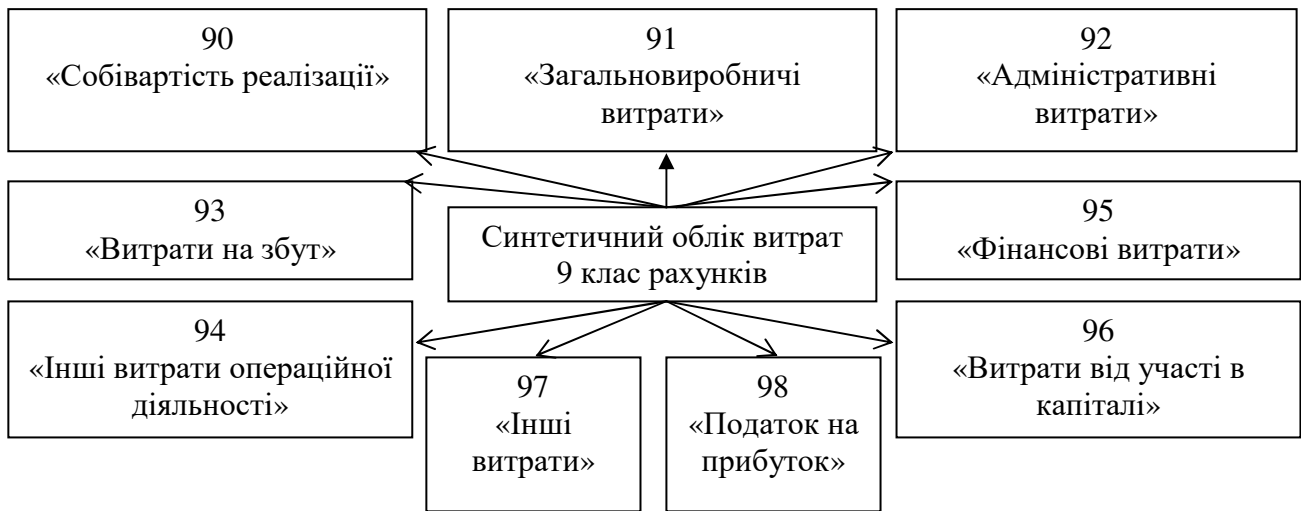 90
«Собівартість реалізації»
91
«Загальновиробничі
витрати»
92
«Адміністративні
витрати»
93
«Витрати на збут»
Синтетичний облік витрат
9 клас рахунків
95
«Фінансові витрати»
94
«Інші витрати операційної
діяльності»
97
«Інші
витрати»
98
«Податок на
прибуток»
96
«Витрати від участі в
капіталі»